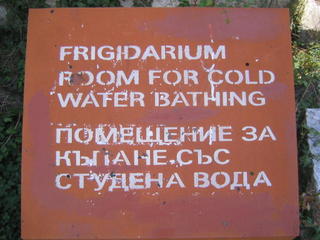 FRIGIDARIUM
ROOM FOR COLD
WATER BATHING
ПОМЕЩЕНИЕ ЗА
КЪПАНЕ СЪС
СТУДЕНА ВОДА